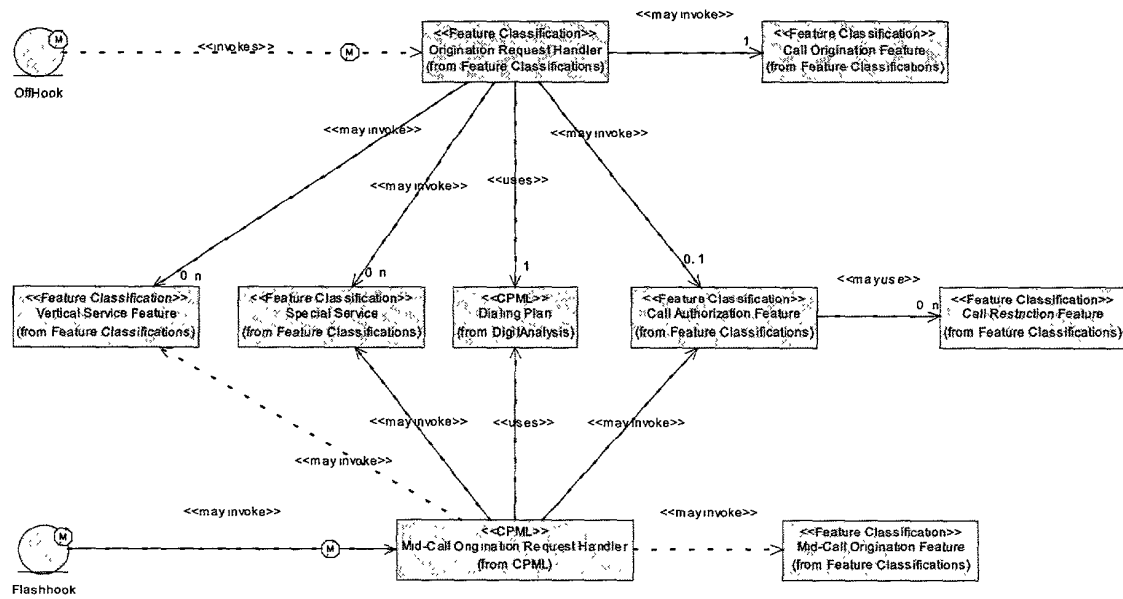 <<may invoke>>
M
<<invokes>>
M
<<Feature Classification>>
Origination Request Handler
(from Feature Classifications)
1
<<Feature Classification>>
Call Origination Feature
(from Feature Classifications)
OffHook
<<may invoke>>
<<may invoke>>
<<uses>>
<<may invoke>>
0 n
0 n
1
0.1
<<may use>>
0 n
<<Feature Classification>>
Vertical Service Feature
(from Feature Classifications)
<<Feature Classification>>
Special Service
(from Feature Classifications)
<<CPML>>
Dialing Plan
(from DigitAnalysis)
<<Feature Classification>>
Call Authorization Feature
(from Feature Classifications)
<<Feature Classification>>
Call Restriction Feature
(from Feature Classifications)
<<may invoke>>
<<uses>>
<<may invoke>>
<<may invoke>>
<<may invoke>>
<<may invoke>>
M
M
<<CPML>>
Mid-Call Origination Request Handler
(from CPML)
<<Feature Classification>>
Mid-Call Origination Feature
(from Feature Classifications)
Flashhook